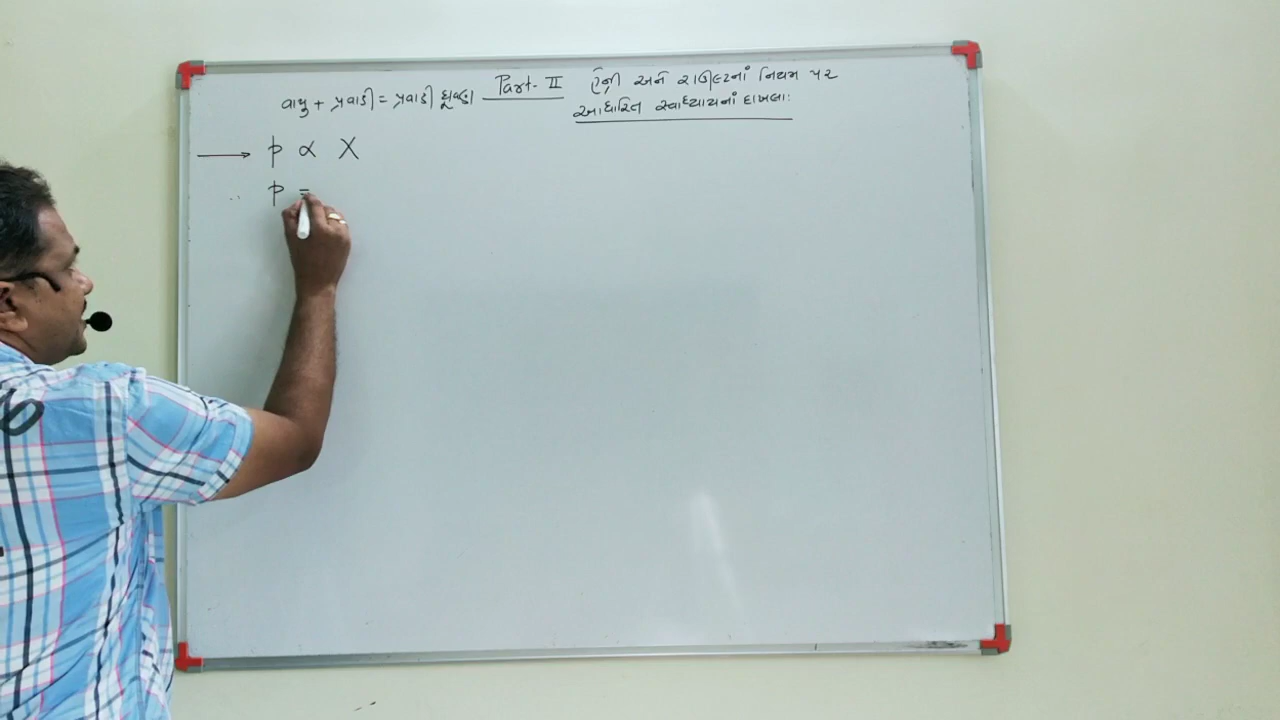 Part-II હેન્રી અને રાઉલ્ટનાં નિયમ પર
વાયુ + પ્રવાહી = પ્રવાહી દ્રાવણ આધારિત સ્વાધ્યાયનાં દાખલા:
→ p ∝ X
p =